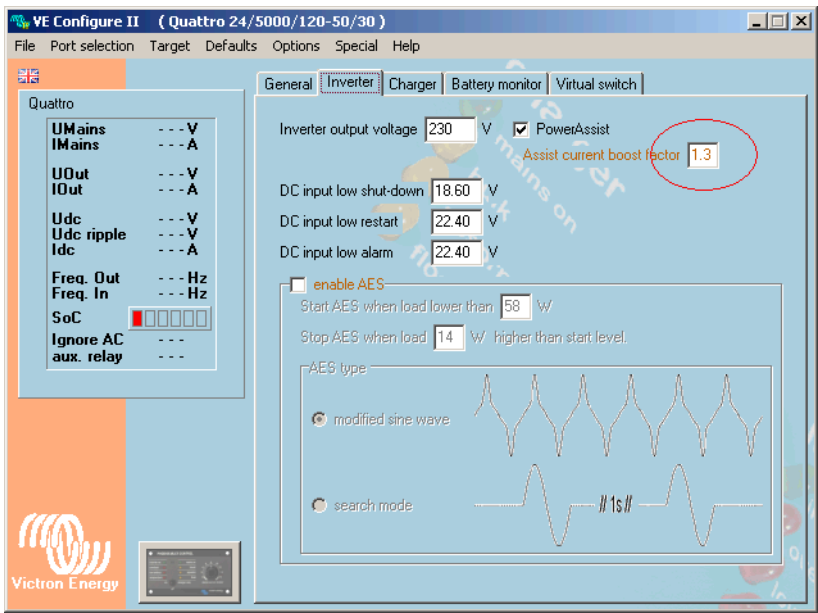 VE Configure II ( Quattro 24/5000/120-50/30 )
File Port selection Target Defaults Options Special Help
General Inverter Charger Battery monitor Virtual switch
Quattro
UMains ---V
IMains ---A
UOut ---V
IOut ---A
Udc ---V
Udc ripple ---V
Idc ---A
Freq. Out ---Hz
Freq. In ---Hz
SoC
Ignore AC ---
aux. relay ---
Inverter output voltage 230 V PowerAssist
Assist current boost factor 1.3
DC input low shut-down 18.60 V
DC input low restart 22.40 V
DC input low alarm 22.40 V
enable AES
Start AES when load lower than 58 W
Stop AES when load 14 W higher than start level.
AES type
modified sine wave
search mode
// 1s //
Victron Energy